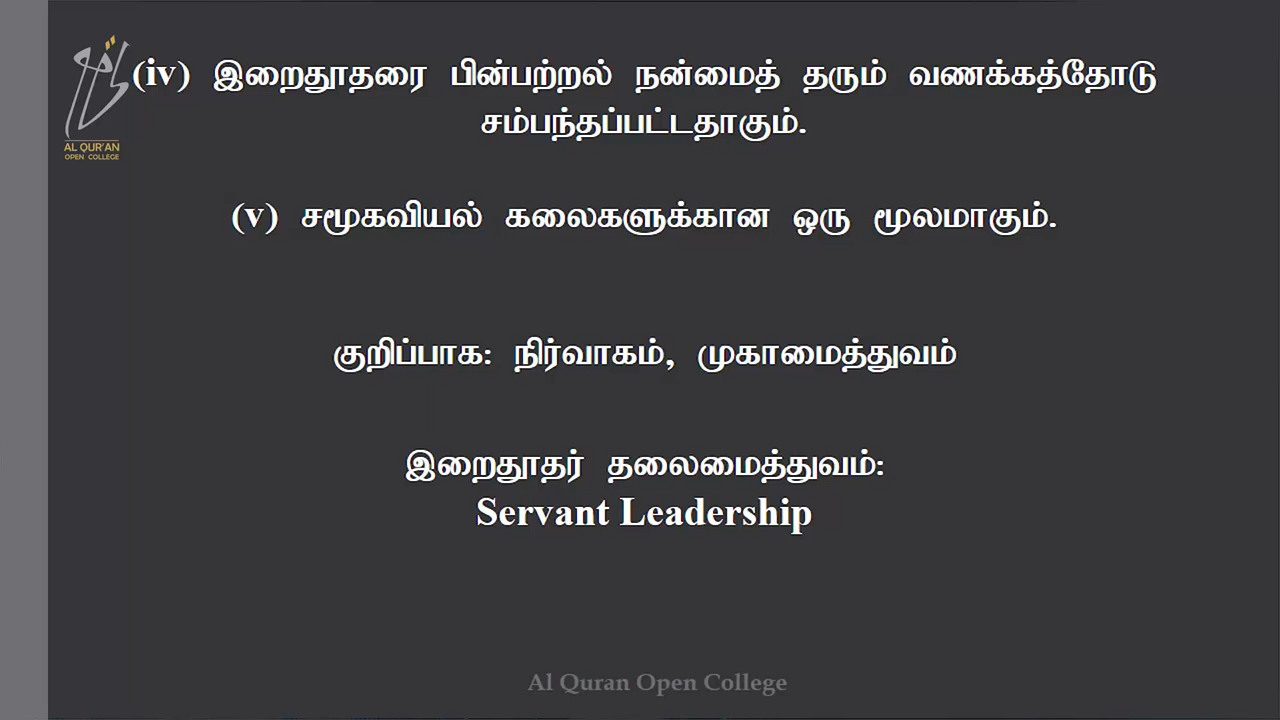 (iv) இறைதூதரை பின்பற்றல் நன்மைத் தரும் வணக்கத்தோடு
சம்பந்தப்பட்டதாகும்.
AL QUR'AN
OPEN COLLEGE
(v) சமூகவியல் கலைகளுக்கான ஒரு மூலமாகும்.
குறிப்பாக: நிர்வாகம், முகாமைத்துவம்
இறைதூதர் தலைமைத்துவம்:
Servant Leadership
Al Quran Open College